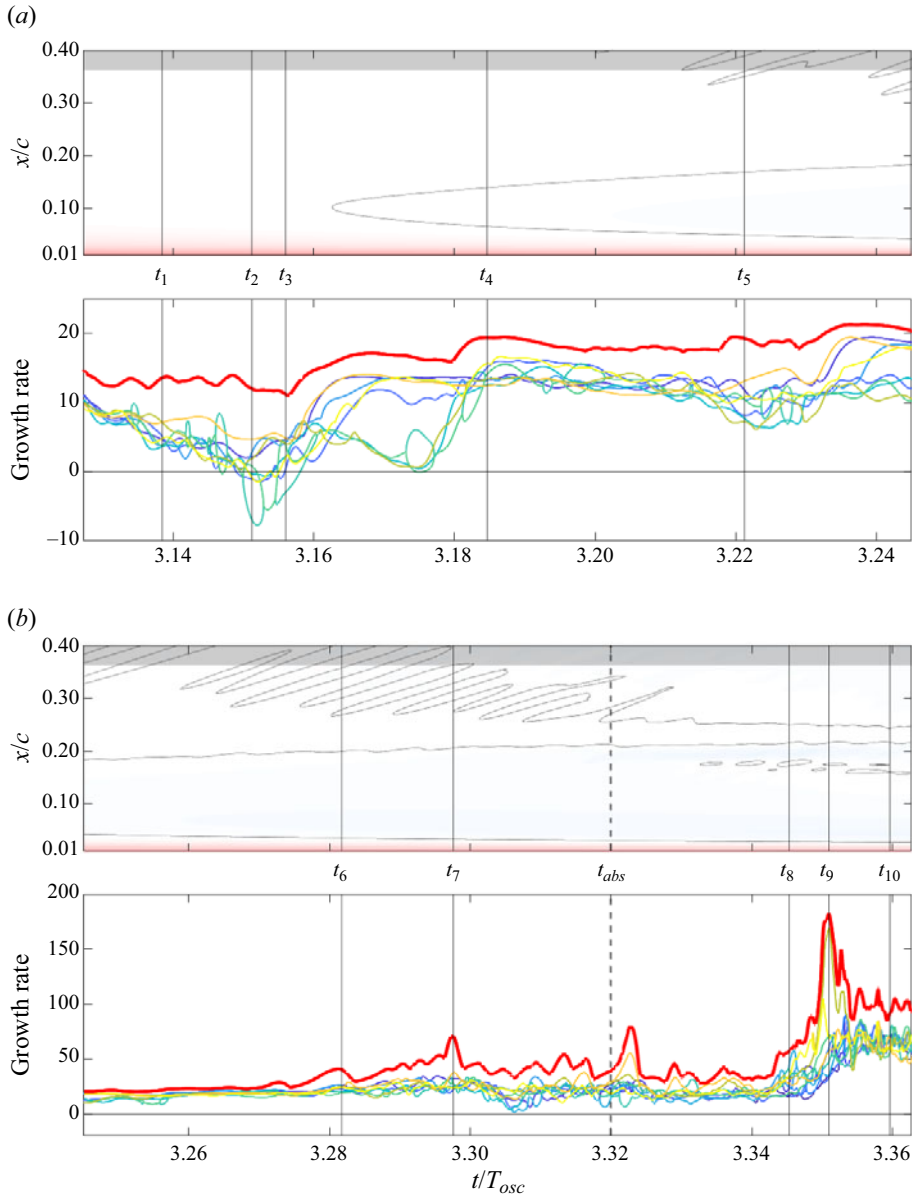 (a)
0.40
0.30
x/c
0.20
0.10
0.01
t1 t2 t3 t4 t5
20
Growth rate
10
0
–10
3.14 3.16 3.18 3.20 3.22 3.24
(b)
0.40
0.30
x/c
0.20
0.10
0.01
t6 t7 tabs t8 t9 t10
200
150
Growth rate
100
50
0
3.26 3.28 3.30 3.32 3.34 3.36
t/Tosc